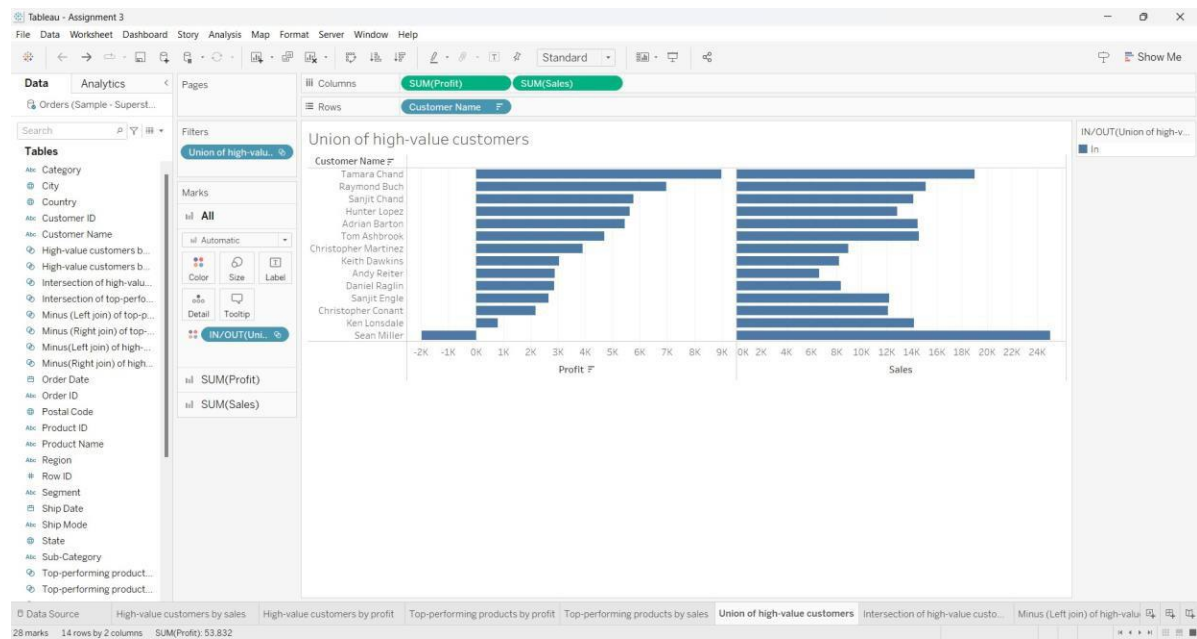 Tableau - Assignment 3
File Data Worksheet Dashboard Story Analysis Map Format Server Window Help
Standard
Show Me
Data Analytics
Orders (Sample - Superst...
Search
Tables
Abc Category
City
Country
Abc Customer ID
Abc Customer Name
High-value customers b...
High-value customers b...
Intersection of high-valu...
Intersection of top-perfo...
Minus (Left join) of top-p...
Minus (Right join) of top-...
Minus(Left join) of high-...
Minus(Right join) of high...
Order Date
Abc Order ID
Postal Code
Abc Product ID
Abc Product Name
Abc Region
# Row ID
Abc Segment
Ship Date
Abc Ship Mode
State
Abc Sub-Category
Top-performing product...
Top-performing product...
Pages
Filters
Union of high-valu..
Marks
All
Automatic
Color Size Label
Detail Tooltip
IN/OUT(Uni..
SUM(Profit)
SUM(Sales)
Columns SUM(Profit) SUM(Sales)
Rows Customer Name
Union of high-value customers
Customer Name
Tamara Chand
Raymond Buch
Sanjit Chand
Hunter Lopez
Adrian Barton
Tom Ashbrook
Christopher Martinez
Keith Dawkins
Andy Reiter
Daniel Raglin
Sanjit Engle
Christopher Conant
Ken Lonsdale
Sean Miller
-2K -1K 0K 1K 2K 3K 4K 5K 6K 7K 8K 9K 0K 2K 4K 6K 8K 10K 12K 14K 16K 18K 20K 22K 24K
Profit Sales
IN/OUT(Union of high-v...
In
Data Source High-value customers by sales High-value customers by profit Top-performing products by profit Top-performing products by sales Union of high-value customers Intersection of high-value custo... Minus (Left join) of high-valu
28 marks 14 rows by 2 columns SUM(Profit): 53.832